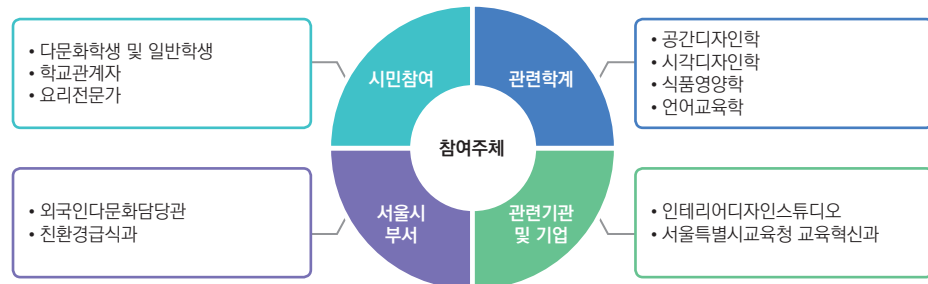 • 다문화학생 및 일반학생
• 학교관계자
• 요리전문가
시민참여
관련학계
• 공간디자인학
• 시각디자인학
• 식품영양학
• 언어교육학
참여주체
• 외국인다문화담당관
• 친환경급식과
서울시
부서
관련기관
및 기업
• 인테리어디자인스튜디오
• 서울특별시교육청 교육혁신과